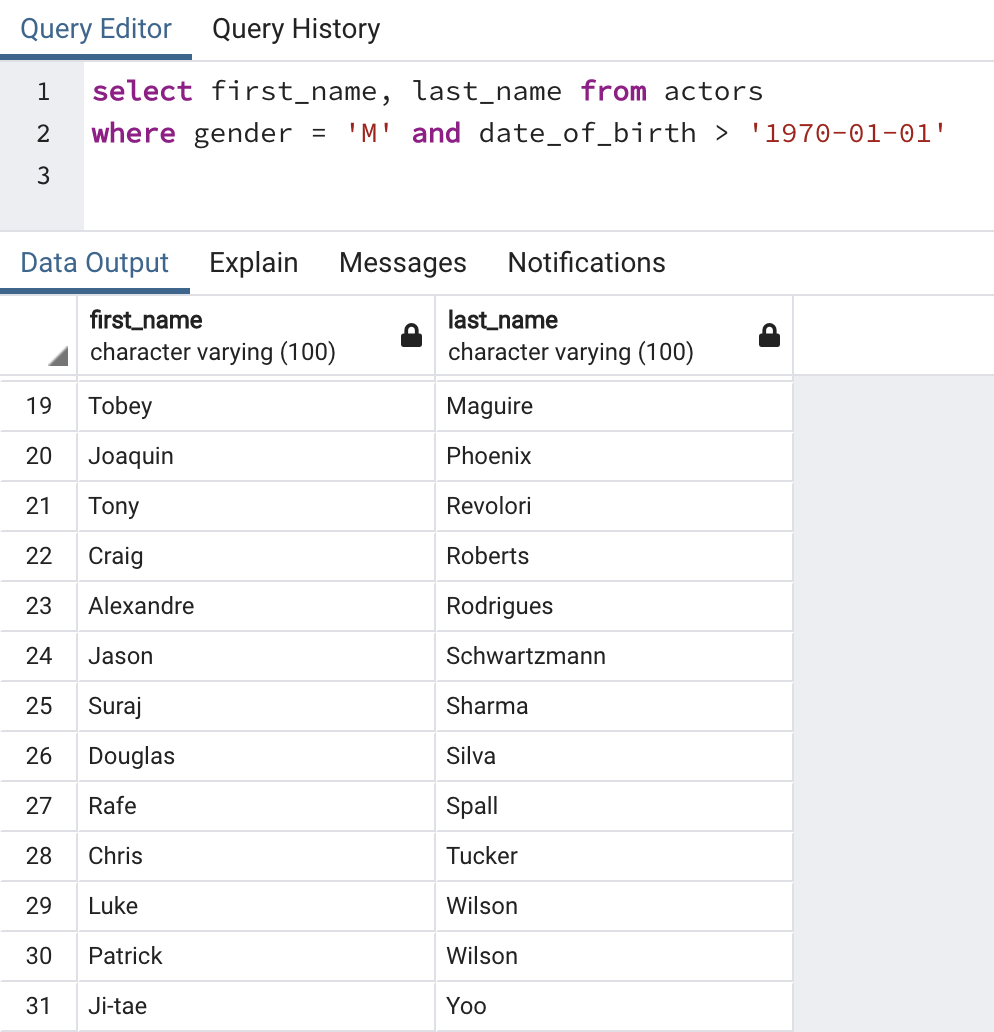 Query Editor Query History
1 select first_name, last_name from actors
2 where gender = 'M' and date_of_birth > '1970-01-01'
3
Data Output Explain Messages Notifications
first_name last_name
character varying (100) character varying (100)
19 Tobey Maguire
20 Joaquin Phoenix
21 Tony Revolori
22 Craig Roberts
23 Alexandre Rodrigues
24 Jason Schwartzmann
25 Suraj Sharma
26 Douglas Silva
27 Rafe Spall
28 Chris Tucker
29 Luke Wilson
30 Patrick Wilson
31 Ji-tae Yoo